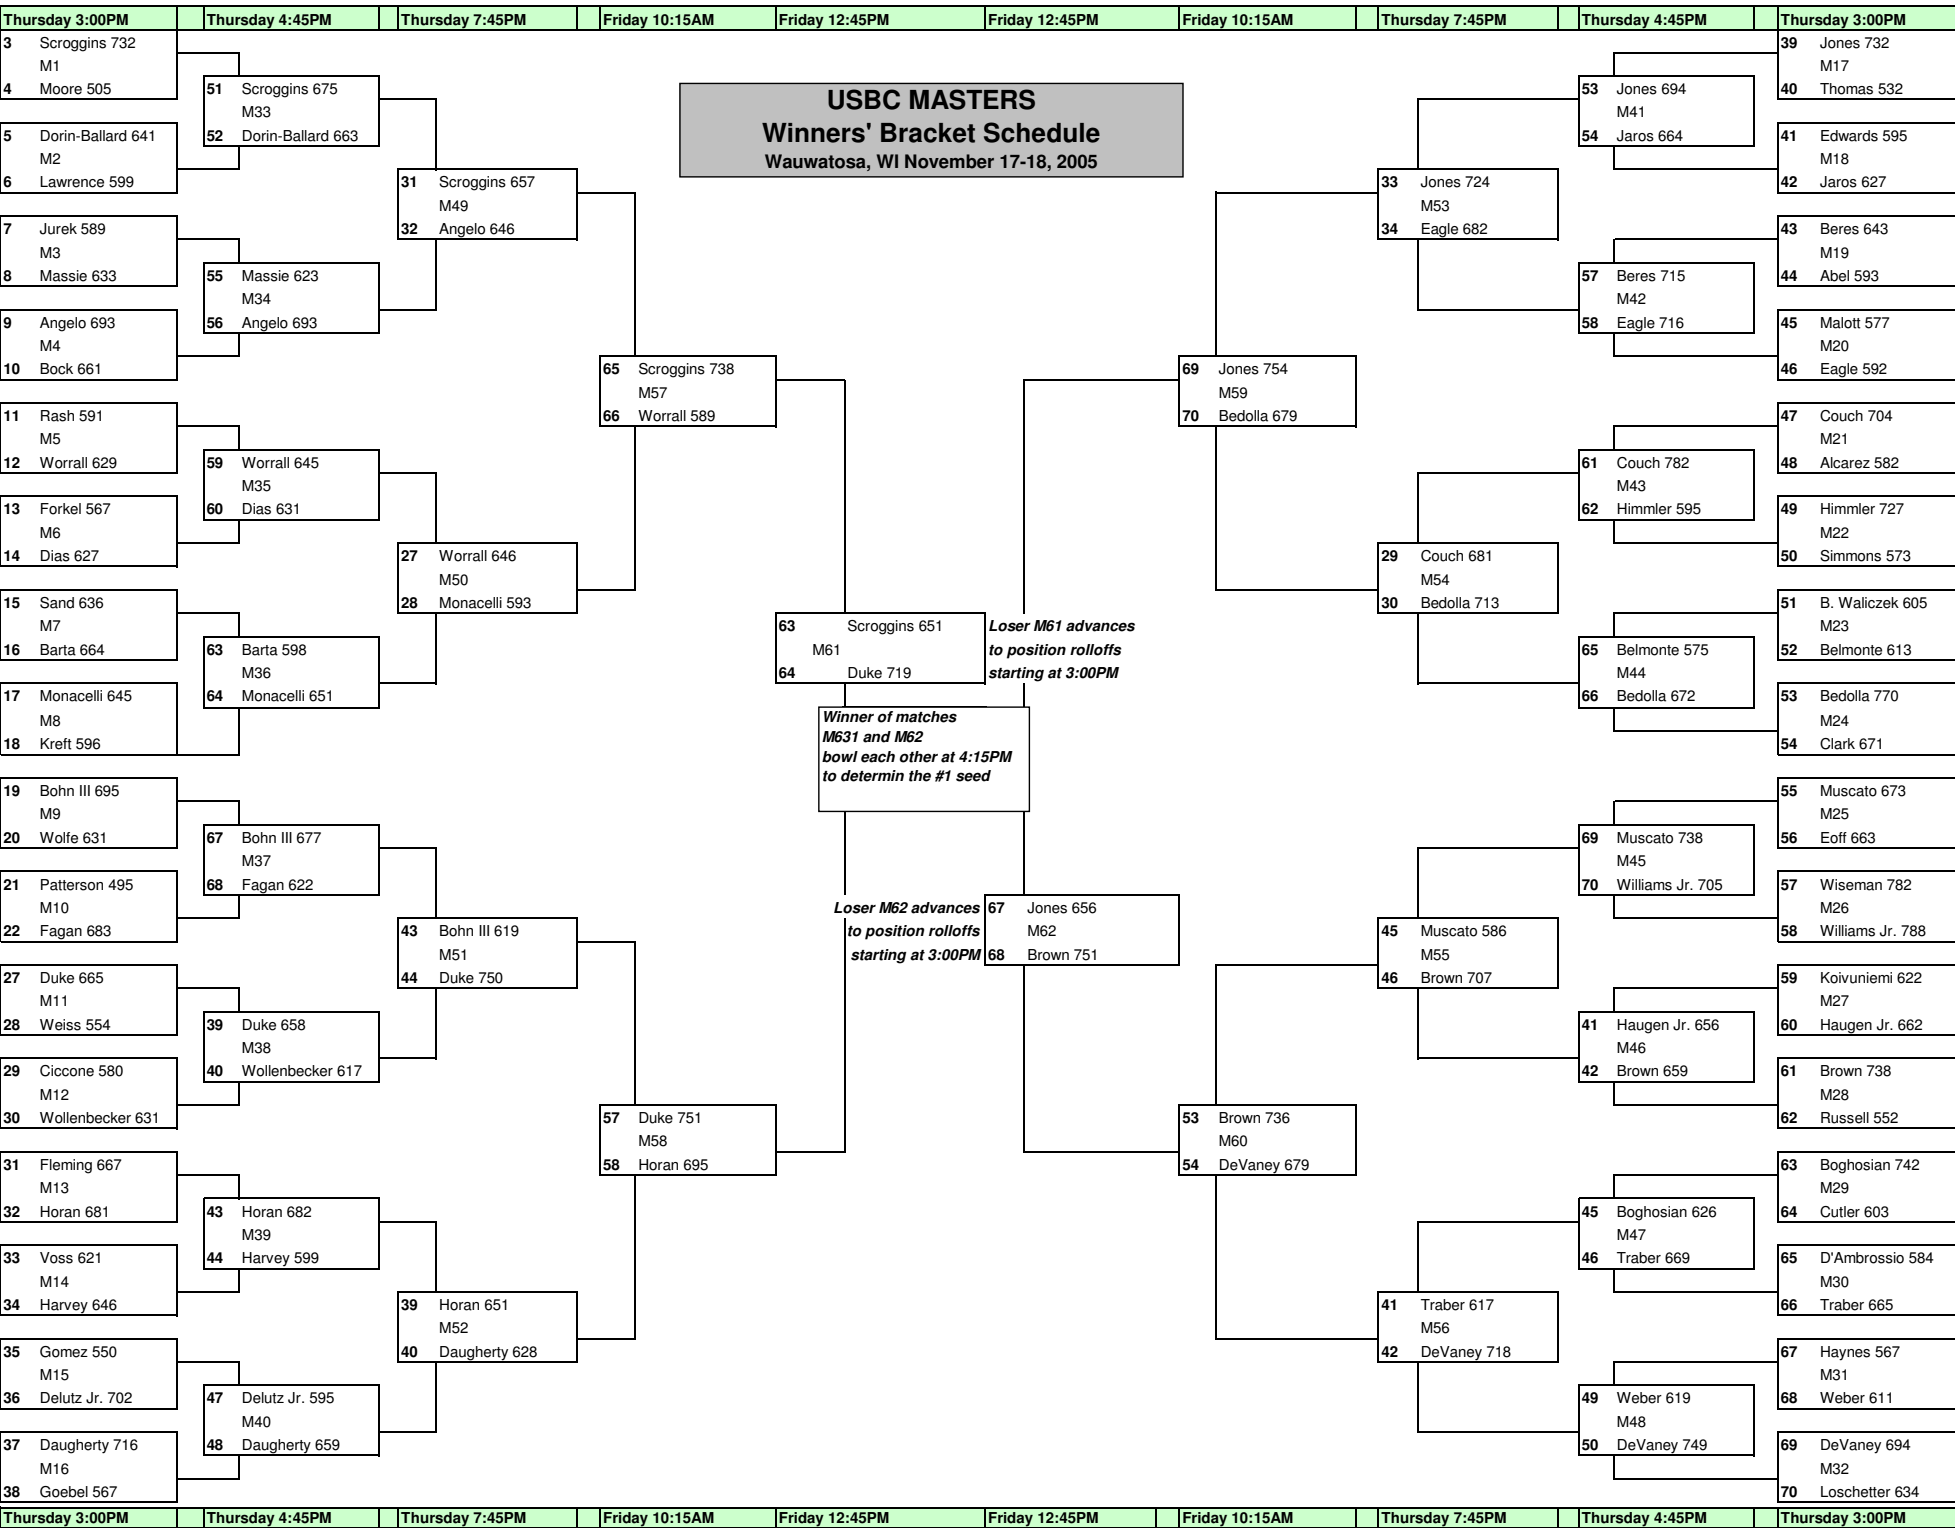 Thursday 3:00PM Thursday 4:45PM Thursday 7:45PM Friday 10:15AM Friday 12:45PM Friday 12:45PM Friday 10:15AM Thursday 7:45PM Thursday 4:45PM Thursday 3:00PM
USBC MASTERS
Winners' Bracket Schedule
Wauwatosa, WI November 17-18, 2005
3 Scroggins 732
M1
4 Moore 505
5 Dorin-Ballard 641
M2
6 Lawrence 599
7 Jurek 589
M3
8 Massie 633
9 Angelo 693
M4
10 Bock 661
11 Rash 591
M5
12 Worrall 629
13 Forkel 567
M6
14 Dias 627
15 Sand 636
M7
16 Barta 664
17 Monacelli 645
M8
18 Kreft 596
19 Bohn III 695
M9
20 Wolfe 631
21 Patterson 495
M10
22 Fagan 683
27 Duke 665
M11
28 Weiss 554
29 Ciccone 580
M12
30 Wollenbecker 631
31 Fleming 667
M13
32 Horan 681
33 Voss 621
M14
34 Harvey 646
35 Gomez 550
M15
36 Delutz Jr. 702
37 Daugherty 716
M16
38 Goebel 567
51 Scroggins 675
M33
52 Dorin-Ballard 663
55 Massie 623
M34
56 Angelo 693
59 Worrall 645
M35
60 Dias 631
63 Barta 598
M36
64 Monacelli 651
67 Bohn III 677
M37
68 Fagan 622
39 Duke 658
M38
40 Wollenbecker 617
43 Horan 682
M39
44 Harvey 599
47 Delutz Jr. 595
M40
48 Daugherty 659
31 Scroggins 657
M49
32 Angelo 646
27 Worrall 646
M50
28 Monacelli 593
43 Bohn III 619
M51
44 Duke 750
39 Horan 651
M52
40 Daugherty 628
65 Scroggins 738
M57
66 Worrall 589
57 Duke 751
M58
58 Horan 695
63 Scroggins 651
M61
64 Duke 719
Loser M61 advances
to position rolloffs
starting at 3:00PM
Winner of matches
M631 and M62
bowl each other at 4:15PM
to determin the #1 seed
Loser M62 advances
to position rolloffs
starting at 3:00PM
67 Jones 656
M62
68 Brown 751
69 Jones 754
M59
70 Bedolla 679
53 Brown 736
M60
54 DeVaney 679
33 Jones 724
M53
34 Eagle 682
29 Couch 681
M54
30 Bedolla 713
45 Muscato 586
M55
46 Brown 707
41 Traber 617
M56
42 DeVaney 718
53 Jones 694
M41
54 Jaros 664
57 Beres 715
M42
58 Eagle 716
61 Couch 782
M43
62 Himmler 595
65 Belmonte 575
M44
66 Bedolla 672
69 Muscato 738
M45
70 Williams Jr. 705
41 Haugen Jr. 656
M46
42 Brown 659
45 Boghosian 626
M47
46 Traber 669
49 Weber 619
M48
50 DeVaney 749
39 Jones 732
M17
40 Thomas 532
41 Edwards 595
M18
42 Jaros 627
43 Beres 643
M19
44 Abel 593
45 Malott 577
M20
46 Eagle 592
47 Couch 704
M21
48 Alcarez 582
49 Himmler 727
M22
50 Simmons 573
51 B. Waliczek 605
M23
52 Belmonte 613
53 Bedolla 770
M24
54 Clark 671
55 Muscato 673
M25
56 Eoff 663
57 Wiseman 782
M26
58 Williams Jr. 788
59 Koivuniemi 622
M27
60 Haugen Jr. 662
61 Brown 738
M28
62 Russell 552
63 Boghosian 742
M29
64 Cutler 603
65 D'Ambrossio 584
M30
66 Traber 665
67 Haynes 567
M31
68 Weber 611
69 DeVaney 694
M32
70 Loschetter 634
Thursday 3:00PM Thursday 4:45PM Thursday 7:45PM Friday 10:15AM Friday 12:45PM Friday 12:45PM Friday 10:15AM Thursday 7:45PM Thursday 4:45PM Thursday 3:00PM